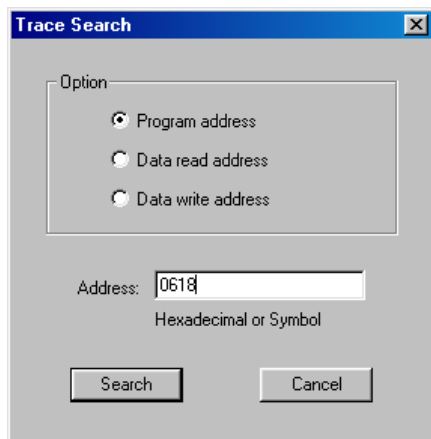 Trace Search
Option
Program address
Data read address
Data write address
Address: 0618
Hexadecimal or Symbol
Search Cancel